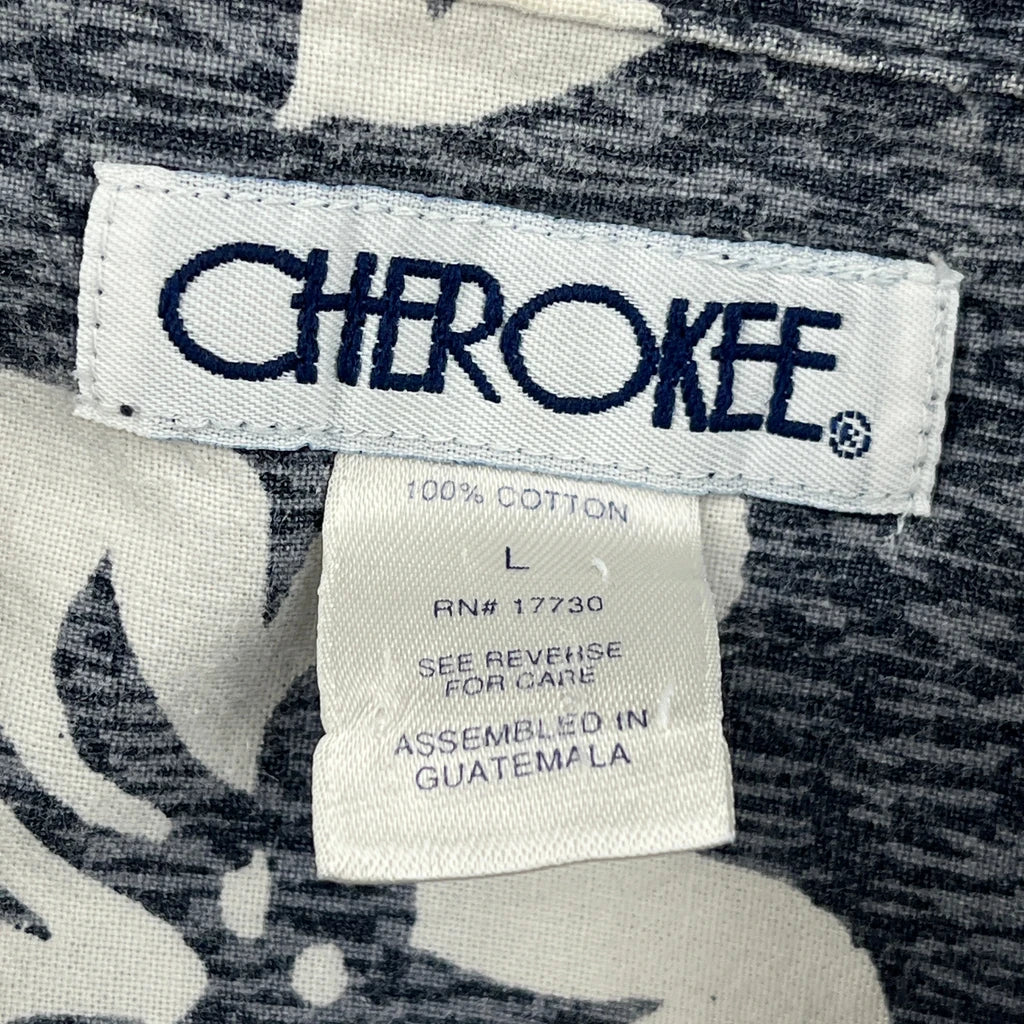 CHEROKEE®
100% COTTON
L
RN# 17730
SEE REVERSE
FOR CARE
ASSEMBLED IN
GUATEMALA